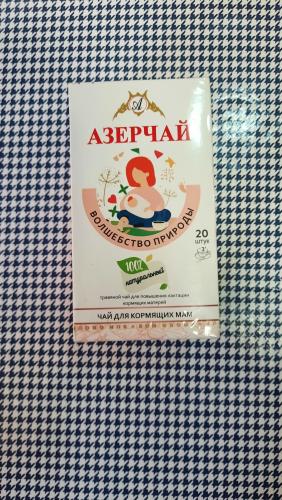 А
АЗЕРЧАЙ
ВОЛШЕБСТВО ПРИРОДЫ
20
штук
100%
натуральный
травяной чай для повышения лактации
кормящих матерей
ЧАЙ ДЛЯ КОРМЯЩИХ МАМ